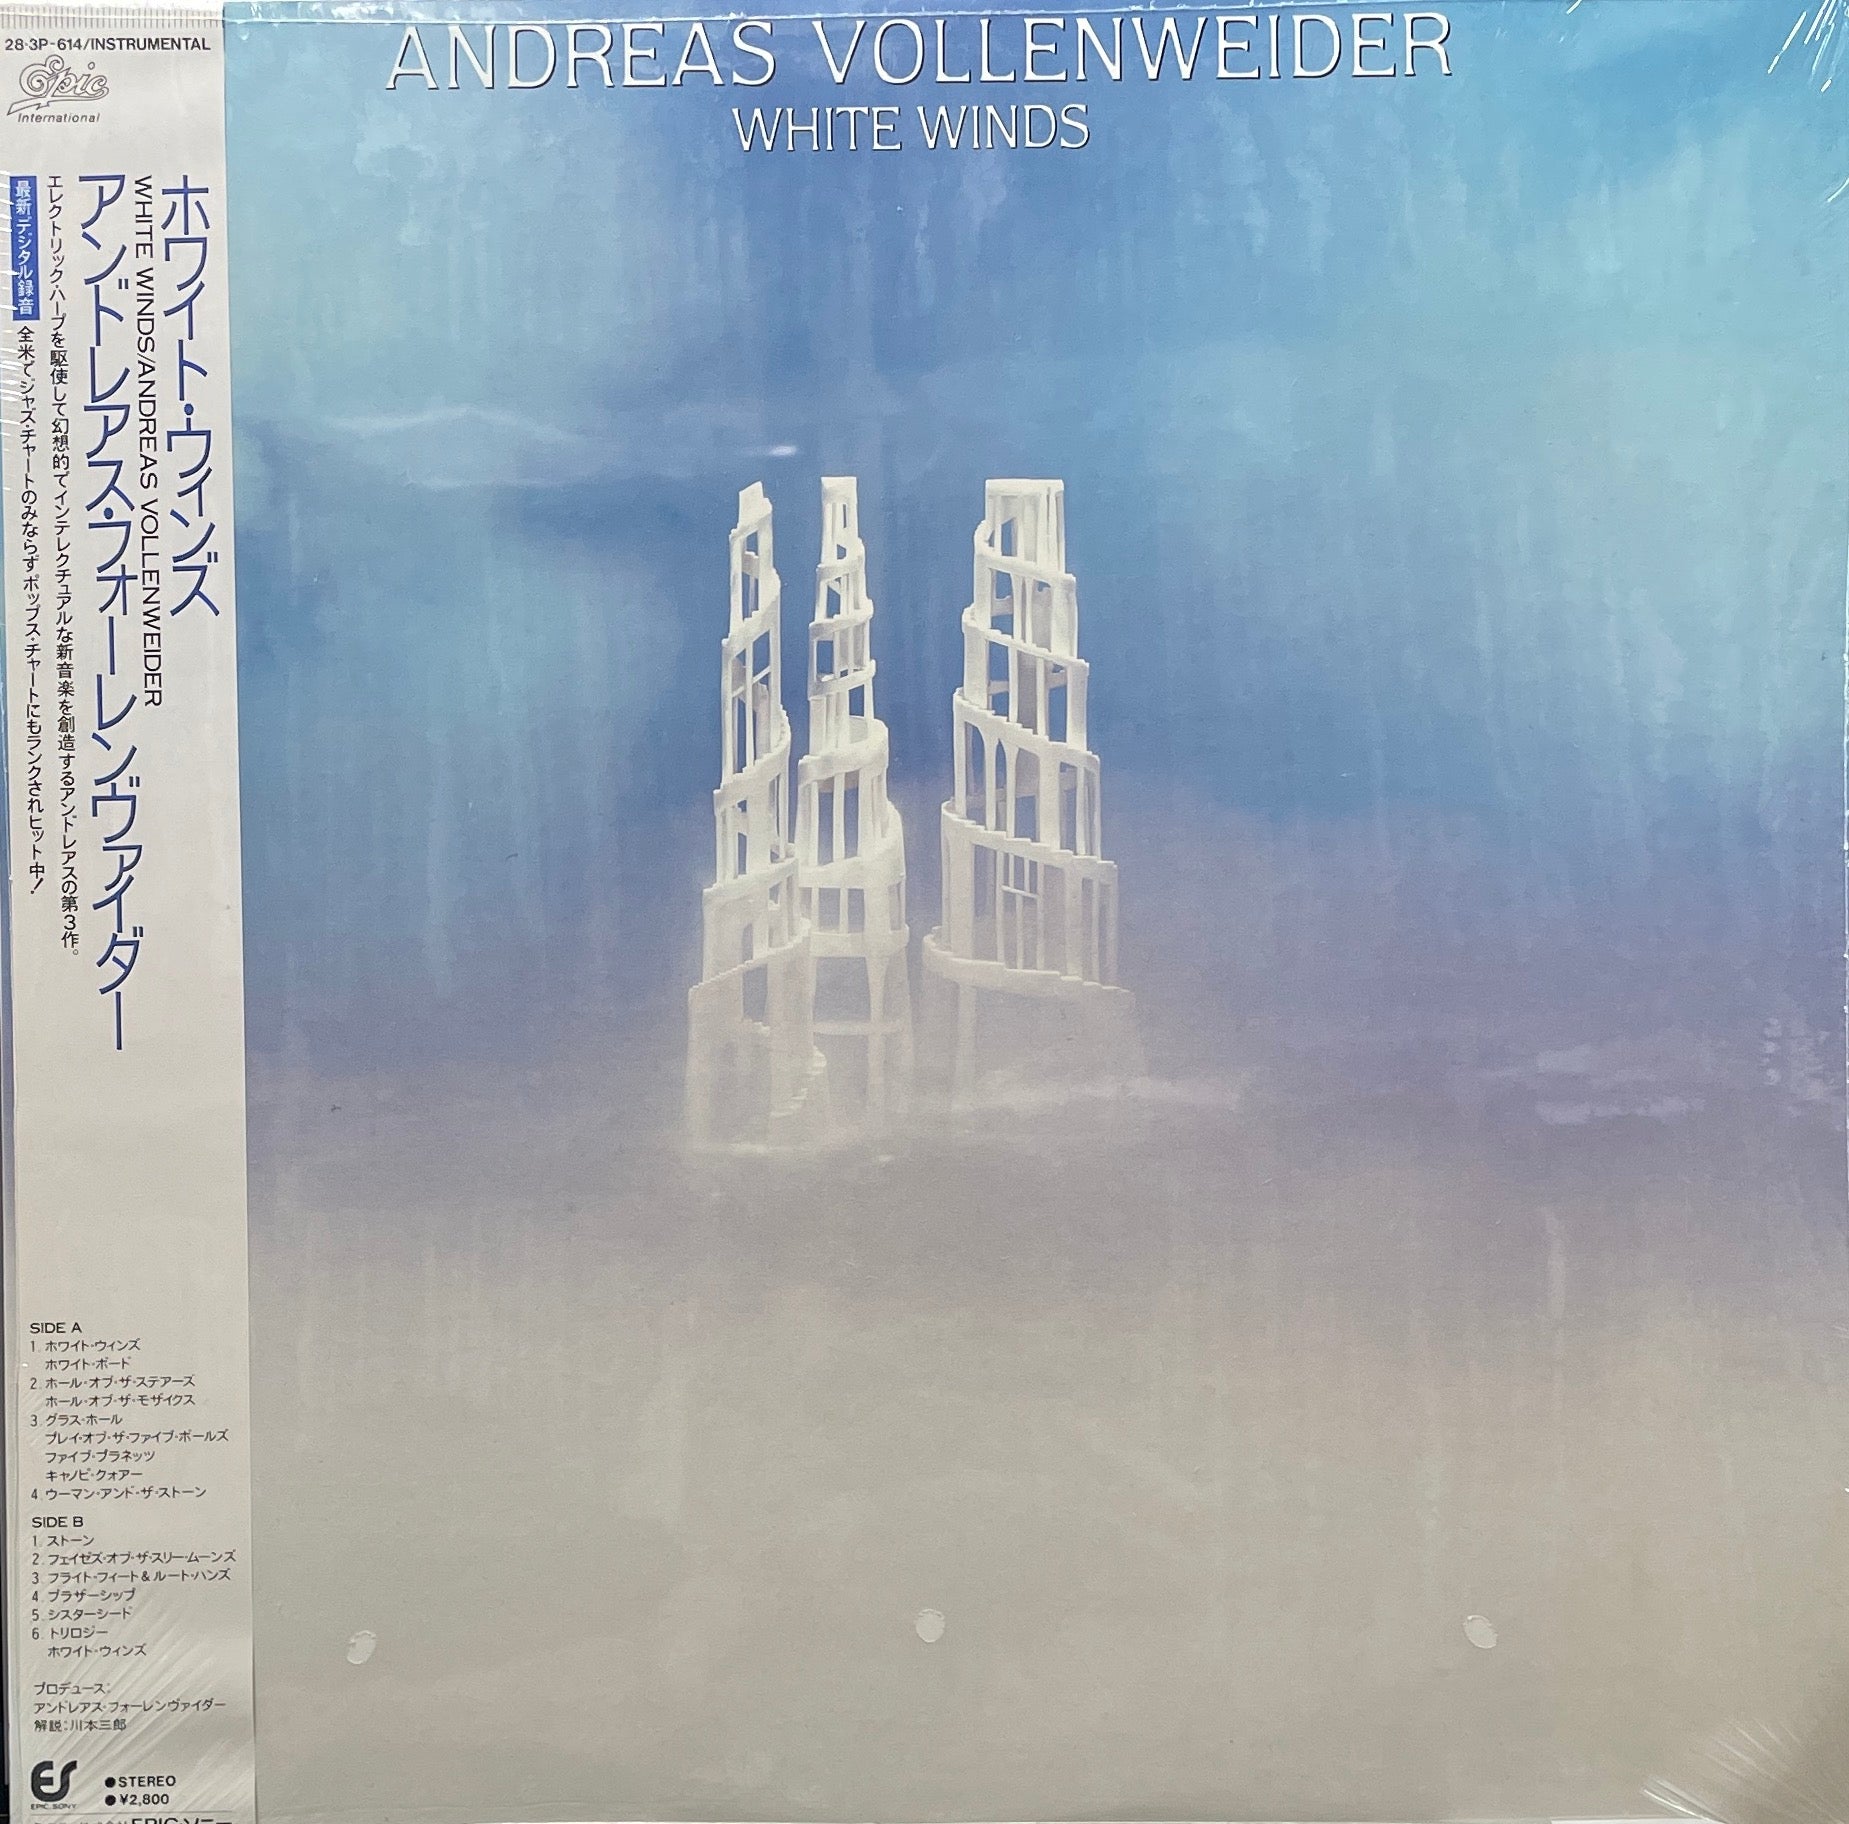 28·3P-614/INSTRUMENTAL
Epic
International
ANDREAS VOLLENWEIDER
WHITE WINDS
ホワイト・ウィンズ
WHITE WINDS/ANDREAS VOLLENWEIDER
アンドレアス・フォーレンヴァイダー
エレクトリック・ハープを駆使して幻想的でインテレクチュアルな新音楽を創造するアンドレアスの第3作。
最新デジタル録音 全米でジャズ・チャートのみならずポップス・チャートにもランクされヒット中!
SIDE A
1. ホワイト・ウィンズ
ホワイト・ボード
2. ホール・オブ・ザ・ステアーズ
ホール・オブ・ザ・モザイクス
3. グラス・ホール
プレイ・オブ・ザ・ファイブ・ボールズ
ファイブ・プラネッツ
キャノピ・クォアー
4. ウーマン・アンド・ザ・ストーン
SIDE B
1. ストーン
2. フェイゼズ・オブ・ザ・スリー・ムーンズ
3. フライト・フィート&ルート・ハンズ
4. ブラザーシップ
5. シスターシード
6. トリロジー
ホワイト・ウィンズ
プロデュース:
アンドレアス・フォーレンヴァイダー
解説:川本三郎
ES
EPIC SONY
●STEREO
●¥2,800
EPIC・ソニー